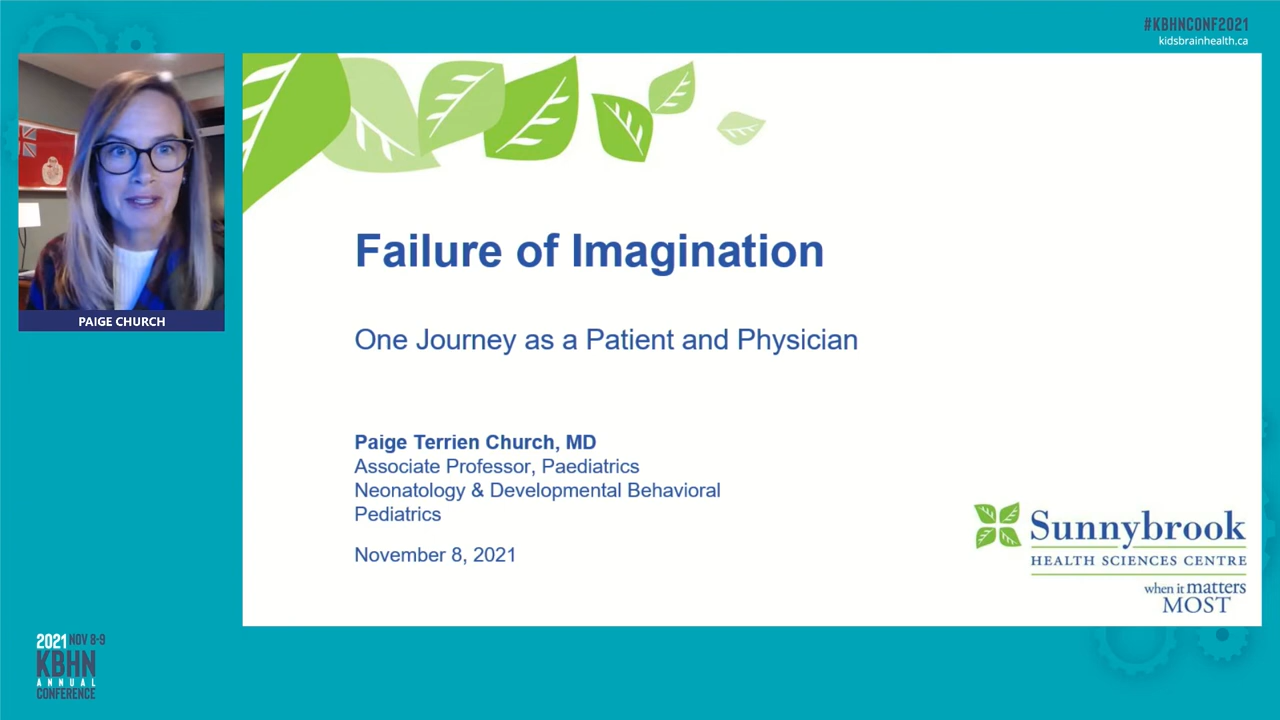 #KBHNCONF2021
kidsbrainhealth.ca
PAIGE CHURCH
Failure of Imagination
One Journey as a Patient and Physician
Paige Terrien Church, MD
Associate Professor, Paediatrics
Neonatology & Developmental Behavioral
Pediatrics
November 8, 2021
Sunnybrook
HEALTH SCIENCES CENTRE
when it matters
MOST
2021 NOV 8-9
KBHN
ANNUAL
CONFERENCE